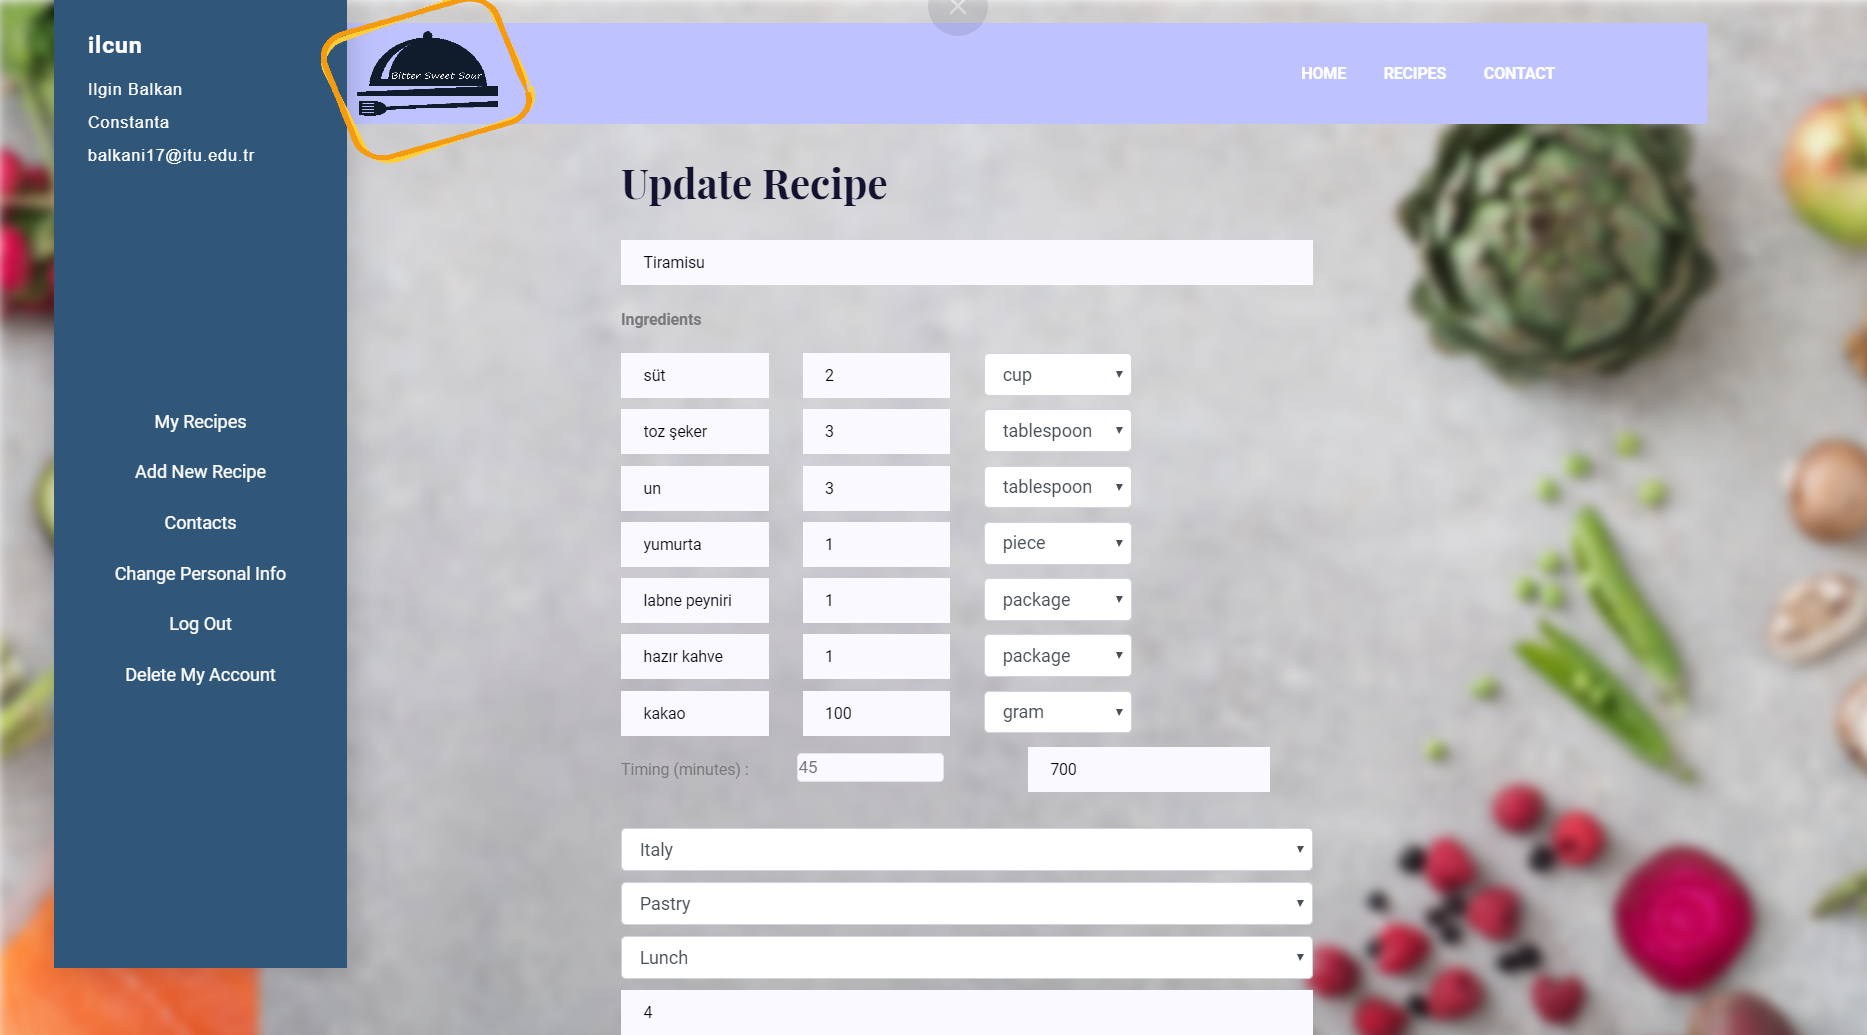 ilcun
Ilgin Balkan
Constanta
balkani17@itu.edu.tr
My Recipes
Add New Recipe
Contacts
Change Personal Info
Log Out
Delete My Account
Bitter Sweet Sour
HOME RECIPES CONTACT
Update Recipe
Tiramisu
Ingredients
süt 2 cup
toz şeker 3 tablespoon
un 3 tablespoon
yumurta 1 piece
labne peyniri 1 package
hazır kahve 1 package
kakao 100 gram
Timing (minutes) : 45 700
Italy
Pastry
Lunch
4